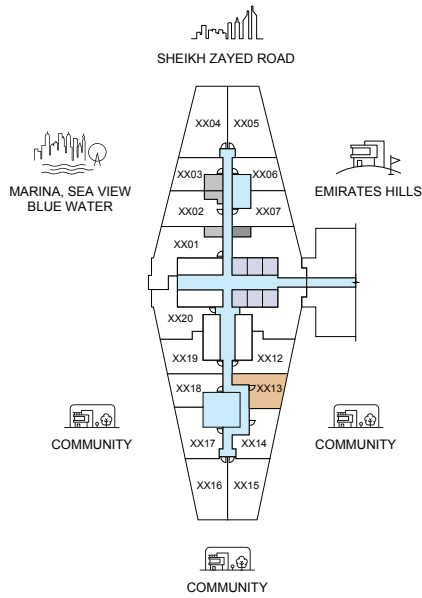 SHEIKH ZAYED ROAD
XX04 XX05
MARINA, SEA VIEW
BLUE WATER
XX03 XX06
EMIRATES HILLS
XX02 XX07
XX01
XX20
XX19 XX12
XX18 XX13
COMMUNITY
COMMUNITY
XX17 XX14
XX16 XX15
COMMUNITY